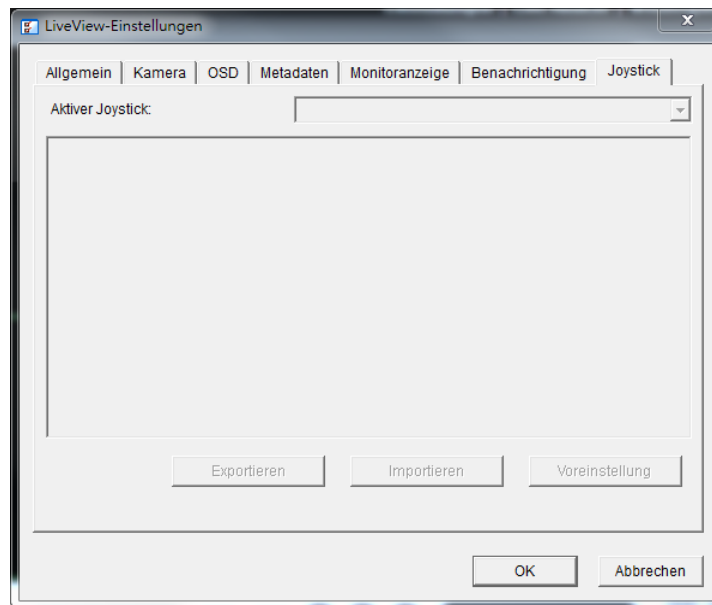 LiveView-Einstellungen
Allgemein Kamera OSD Metadaten Monitoranzeige Benachrichtigung Joystick
Aktiver Joystick:
Exportieren Importieren Voreinstellung
OK Abbrechen